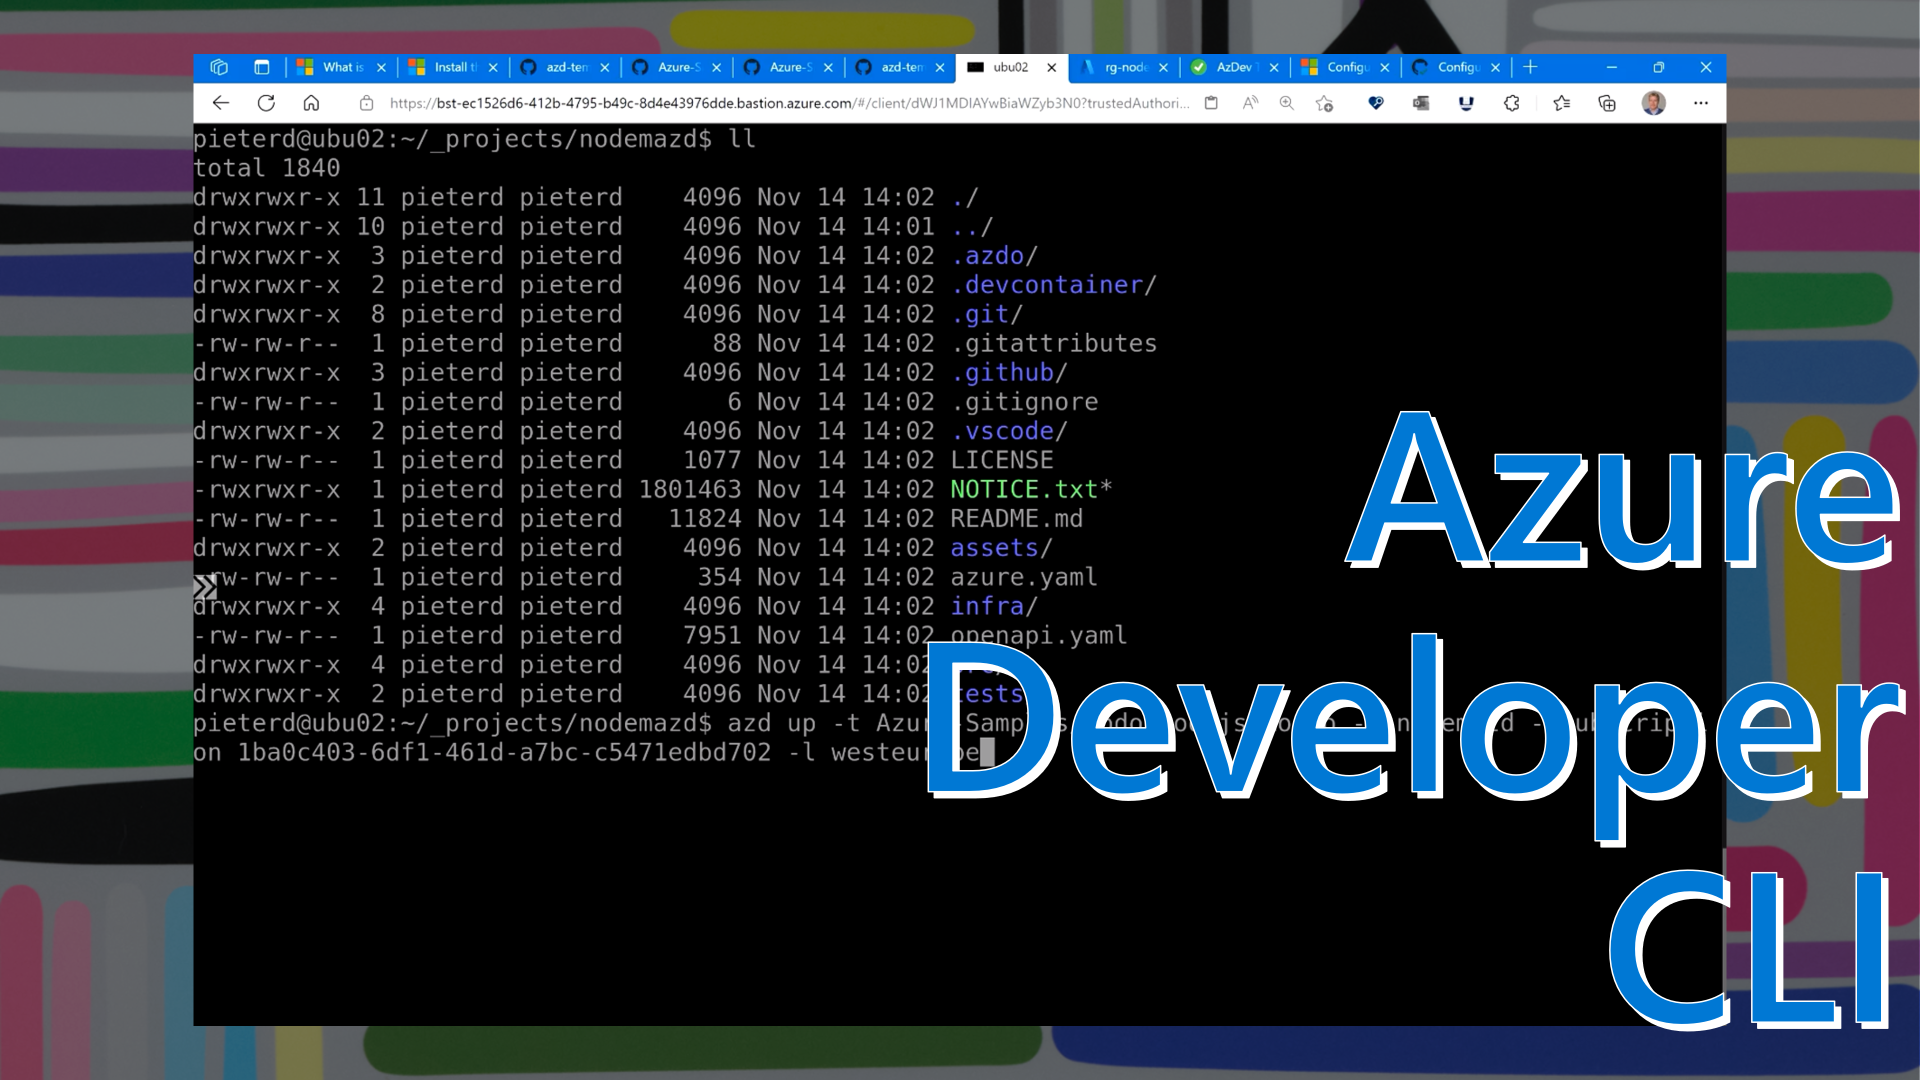 What is
Install t
azd-ten
Azure-S
Azure-S
azd-ten
ubu02
rg-node
AzDev
Configu
Configu
https://bst-ec1526d6-412b-4795-b49c-8d4e43976dde.bastion.azure.com/#/client/dWJ1MDIAYwBiaWZyb3N0?trustedAuthori...
pieterd@ubu02:~/_projects/nodemazd$ ll
total 1840
drwxrwxr-x 11 pieterd pieterd 4096 Nov 14 14:02 ./
drwxrwxr-x 10 pieterd pieterd 4096 Nov 14 14:01 ../
drwxrwxr-x 3 pieterd pieterd 4096 Nov 14 14:02 .azdo/
drwxrwxr-x 2 pieterd pieterd 4096 Nov 14 14:02 .devcontainer/
drwxrwxr-x 8 pieterd pieterd 4096 Nov 14 14:02 .git/
-rw-rw-r-- 1 pieterd pieterd 88 Nov 14 14:02 .gitattributes
drwxrwxr-x 3 pieterd pieterd 4096 Nov 14 14:02 .github/
-rw-rw-r-- 1 pieterd pieterd 6 Nov 14 14:02 .gitignore
drwxrwxr-x 2 pieterd pieterd 4096 Nov 14 14:02 .vscode/
-rw-rw-r-- 1 pieterd pieterd 1077 Nov 14 14:02 LICENSE
-rwxrwxr-x 1 pieterd pieterd 1801463 Nov 14 14:02 NOTICE.txt*
-rw-rw-r-- 1 pieterd pieterd 11824 Nov 14 14:02 README.md
drwxrwxr-x 2 pieterd pieterd 4096 Nov 14 14:02 assets/
-rw-rw-r-- 1 pieterd pieterd 354 Nov 14 14:02 azure.yaml
drwxrwxr-x 4 pieterd pieterd 4096 Nov 14 14:02 infra/
-rw-rw-r-- 1 pieterd pieterd 7951 Nov 14 14:02 openapi.yaml
drwxrwxr-x 4 pieterd pieterd 4096 Nov 14 14:02
drwxrwxr-x 2 pieterd pieterd 4096 Nov 14 14:02 tests
pieterd@ubu02:~/_projects/nodemazd$ azd up -t
on 1ba0c403-6df1-461d-a7bc-c5471edbd702 -l westeurope
Azure
Developer
CLI